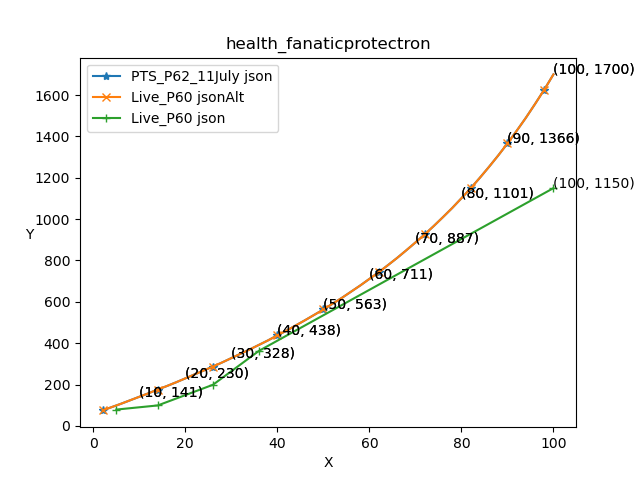 health_fanaticprotectron
PTS_P62_11July json
Live_P60 jsonAlt
Live_P60 json
(100, 1700)
(90, 1366)
(80, 1101)
(100, 1150)
(70, 887)
(60, 711)
(50, 563)
(40, 438)
(30, 328)
(20, 230)
(10, 141)
Y
1600
1400
1200
1000
800
600
400
200
0
0 20 40 60 80 100
X